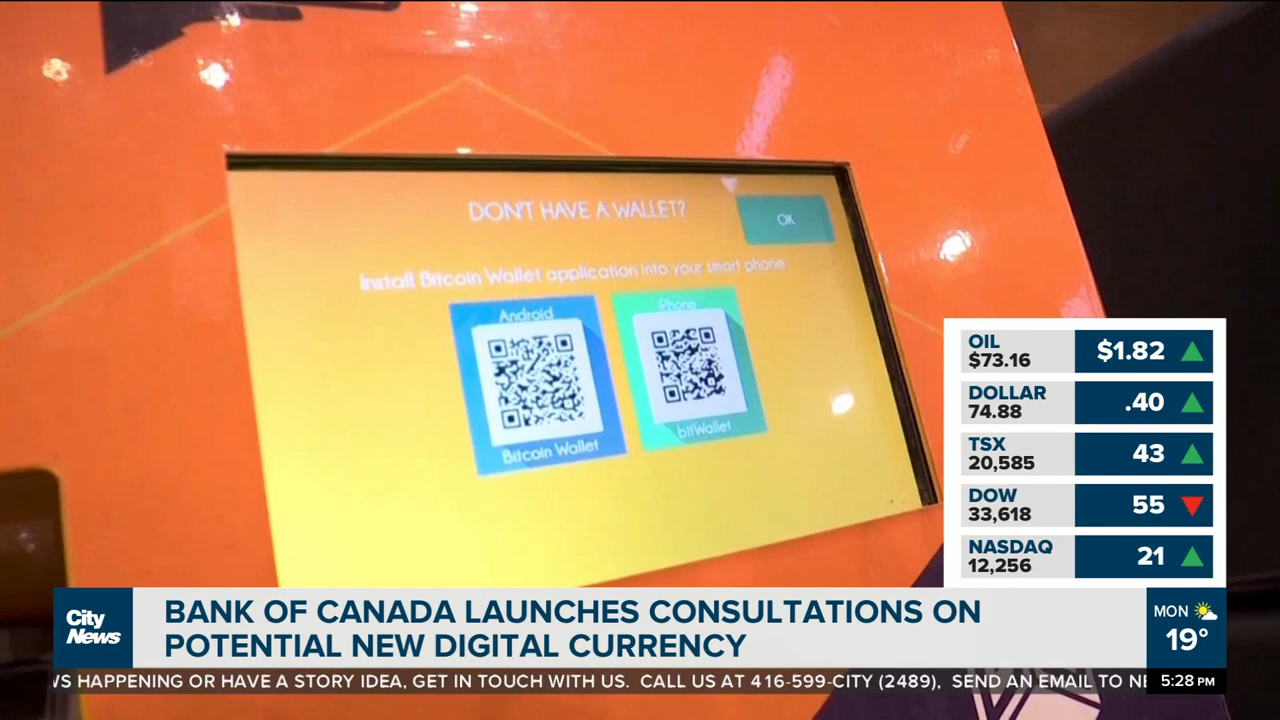 DON'T HAVE A WALLET?
OK
Install Bitcoin Wallet application into your smart phone
Android
Bitcoin Wallet
iPhone
bitWallet
OIL
$73.16
$1.82
DOLLAR
74.88
.40
TSX
20,585
43
DOW
33,618
55
NASDAQ
12,256
21
City
News
BANK OF CANADA LAUNCHES CONSULTATIONS ON
POTENTIAL NEW DIGITAL CURRENCY
MON
19°
HAPPENING OR HAVE A STORY IDEA, GET IN TOUCH WITH US. CALL US AT 416-599-CITY (2489), SEND AN EMAIL TO
5:28 PM